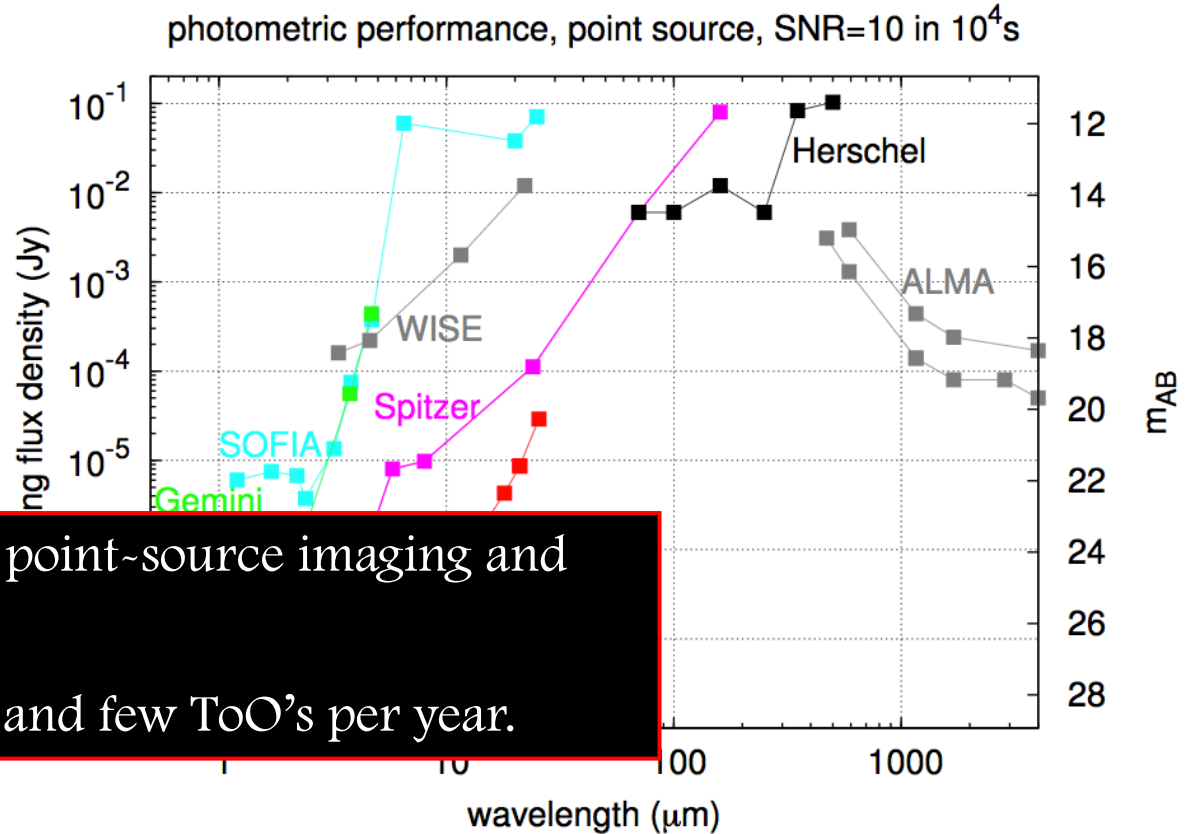 photometric performance, point source, SNR=10 in 10⁴s
10⁻¹
10⁻²
10⁻³
10⁻⁴
10⁻⁵
ng flux density (Jy)
12
14
16
18
20
22
24
26
28
m_AB
Herschel
ALMA
WISE
Spitzer
SOFIA
Gemini
point-source imaging and
and few ToO's per year.
1
10
100
1000
wavelength (μm)